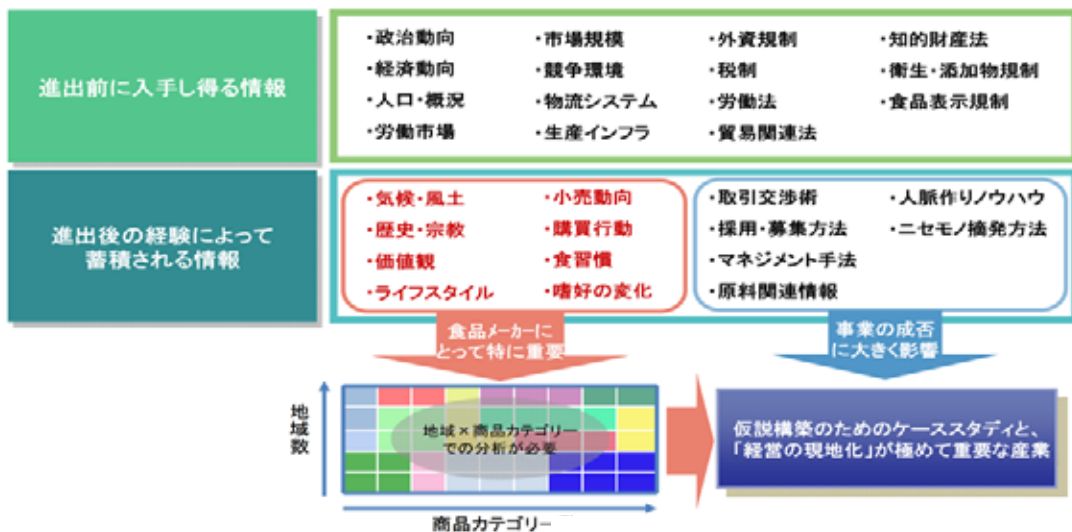 進出前に入手し得る情報
・政治動向
・経済動向
・人口・概況
・労働市場
・市場規模
・競争環境
・物流システム
・生産インフラ
・外資規制
・税制
・労働法
・貿易関連法
・知的財産法
・衛生・添加物規制
・食品表示規制
進出後の経験によって
蓄積される情報
・気候・風土
・歴史・宗教
・価値観
・ライフスタイル
・小売動向
・購買行動
・食習慣
・嗜好の変化
・取引交渉術
・採用・募集方法
・マネジメント手法
・原料関連情報
・人脈作りノウハウ
・ニセモノ摘発方法
食品メーカーに
とって特に重要
事業の成否
に大きく影響
地域数
地域×商品カテゴリー
での分析が必要
商品カテゴリー
仮説構築のためのケーススタディと、
「経営の現地化」が極めて重要な産業